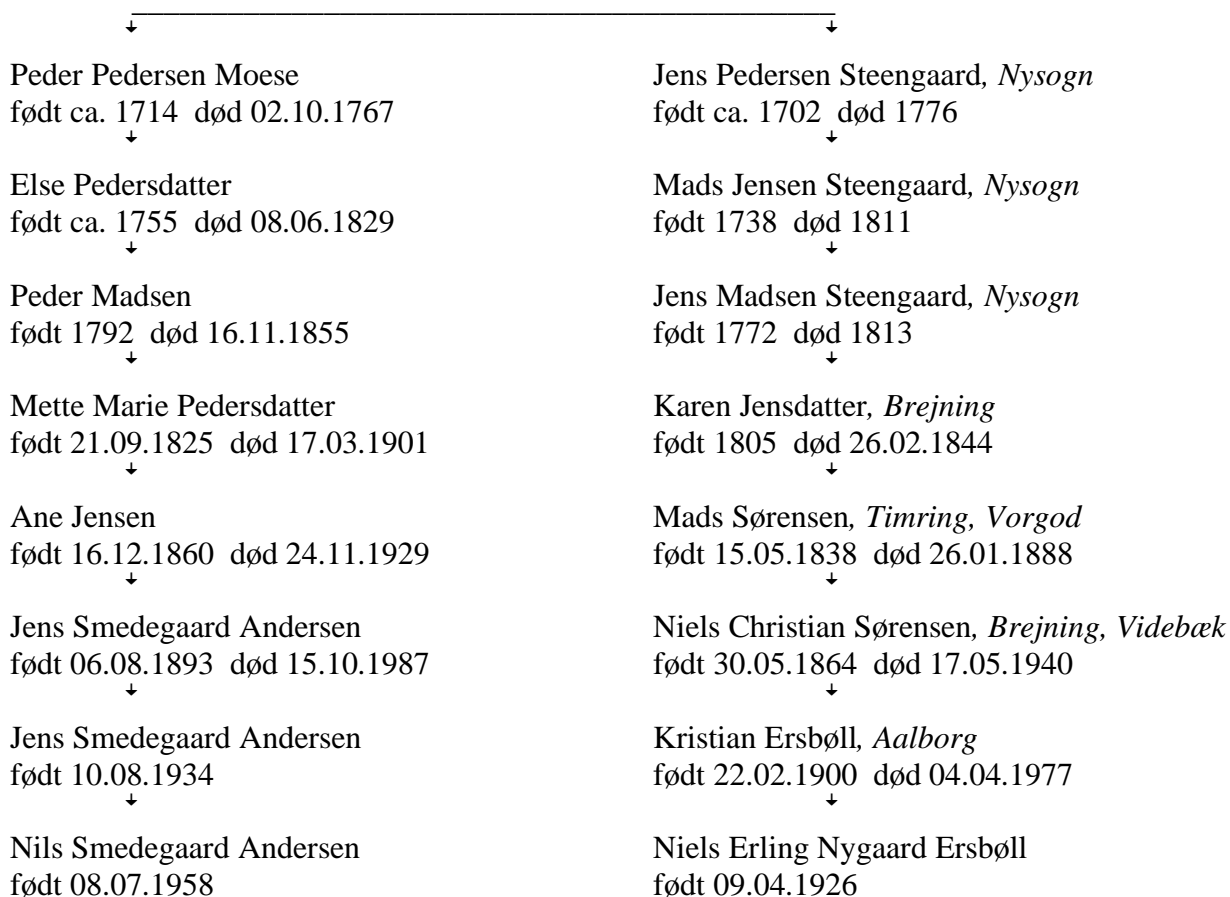 Peder Pedersen Moese
født ca. 1714 død 02.10.1767
Else Pedersdatter
født ca. 1755 død 08.06.1829
Peder Madsen
født 1792 død 16.11.1855
Mette Marie Pedersdatter
født 21.09.1825 død 17.03.1901
Ane Jensen
født 16.12.1860 død 24.11.1929
Jens Smedegaard Andersen
født 06.08.1893 død 15.10.1987
Jens Smedegaard Andersen
født 10.08.1934
Nils Smedegaard Andersen
født 08.07.1958
Jens Pedersen Steengaard, Nysogn
født ca. 1702 død 1776
Mads Jensen Steengaard, Nysogn
født 1738 død 1811
Jens Madsen Steengaard, Nysogn
født 1772 død 1813
Karen Jensdatter, Brejning
født 1805 død 26.02.1844
Mads Sørensen, Timring, Vorgod
født 15.05.1838 død 26.01.1888
Niels Christian Sørensen, Brejning, Videbæk
født 30.05.1864 død 17.05.1940
Kristian Ersbøll, Aalborg
født 22.02.1900 død 04.04.1977
Niels Erling Nygaard Ersbøll
født 09.04.1926